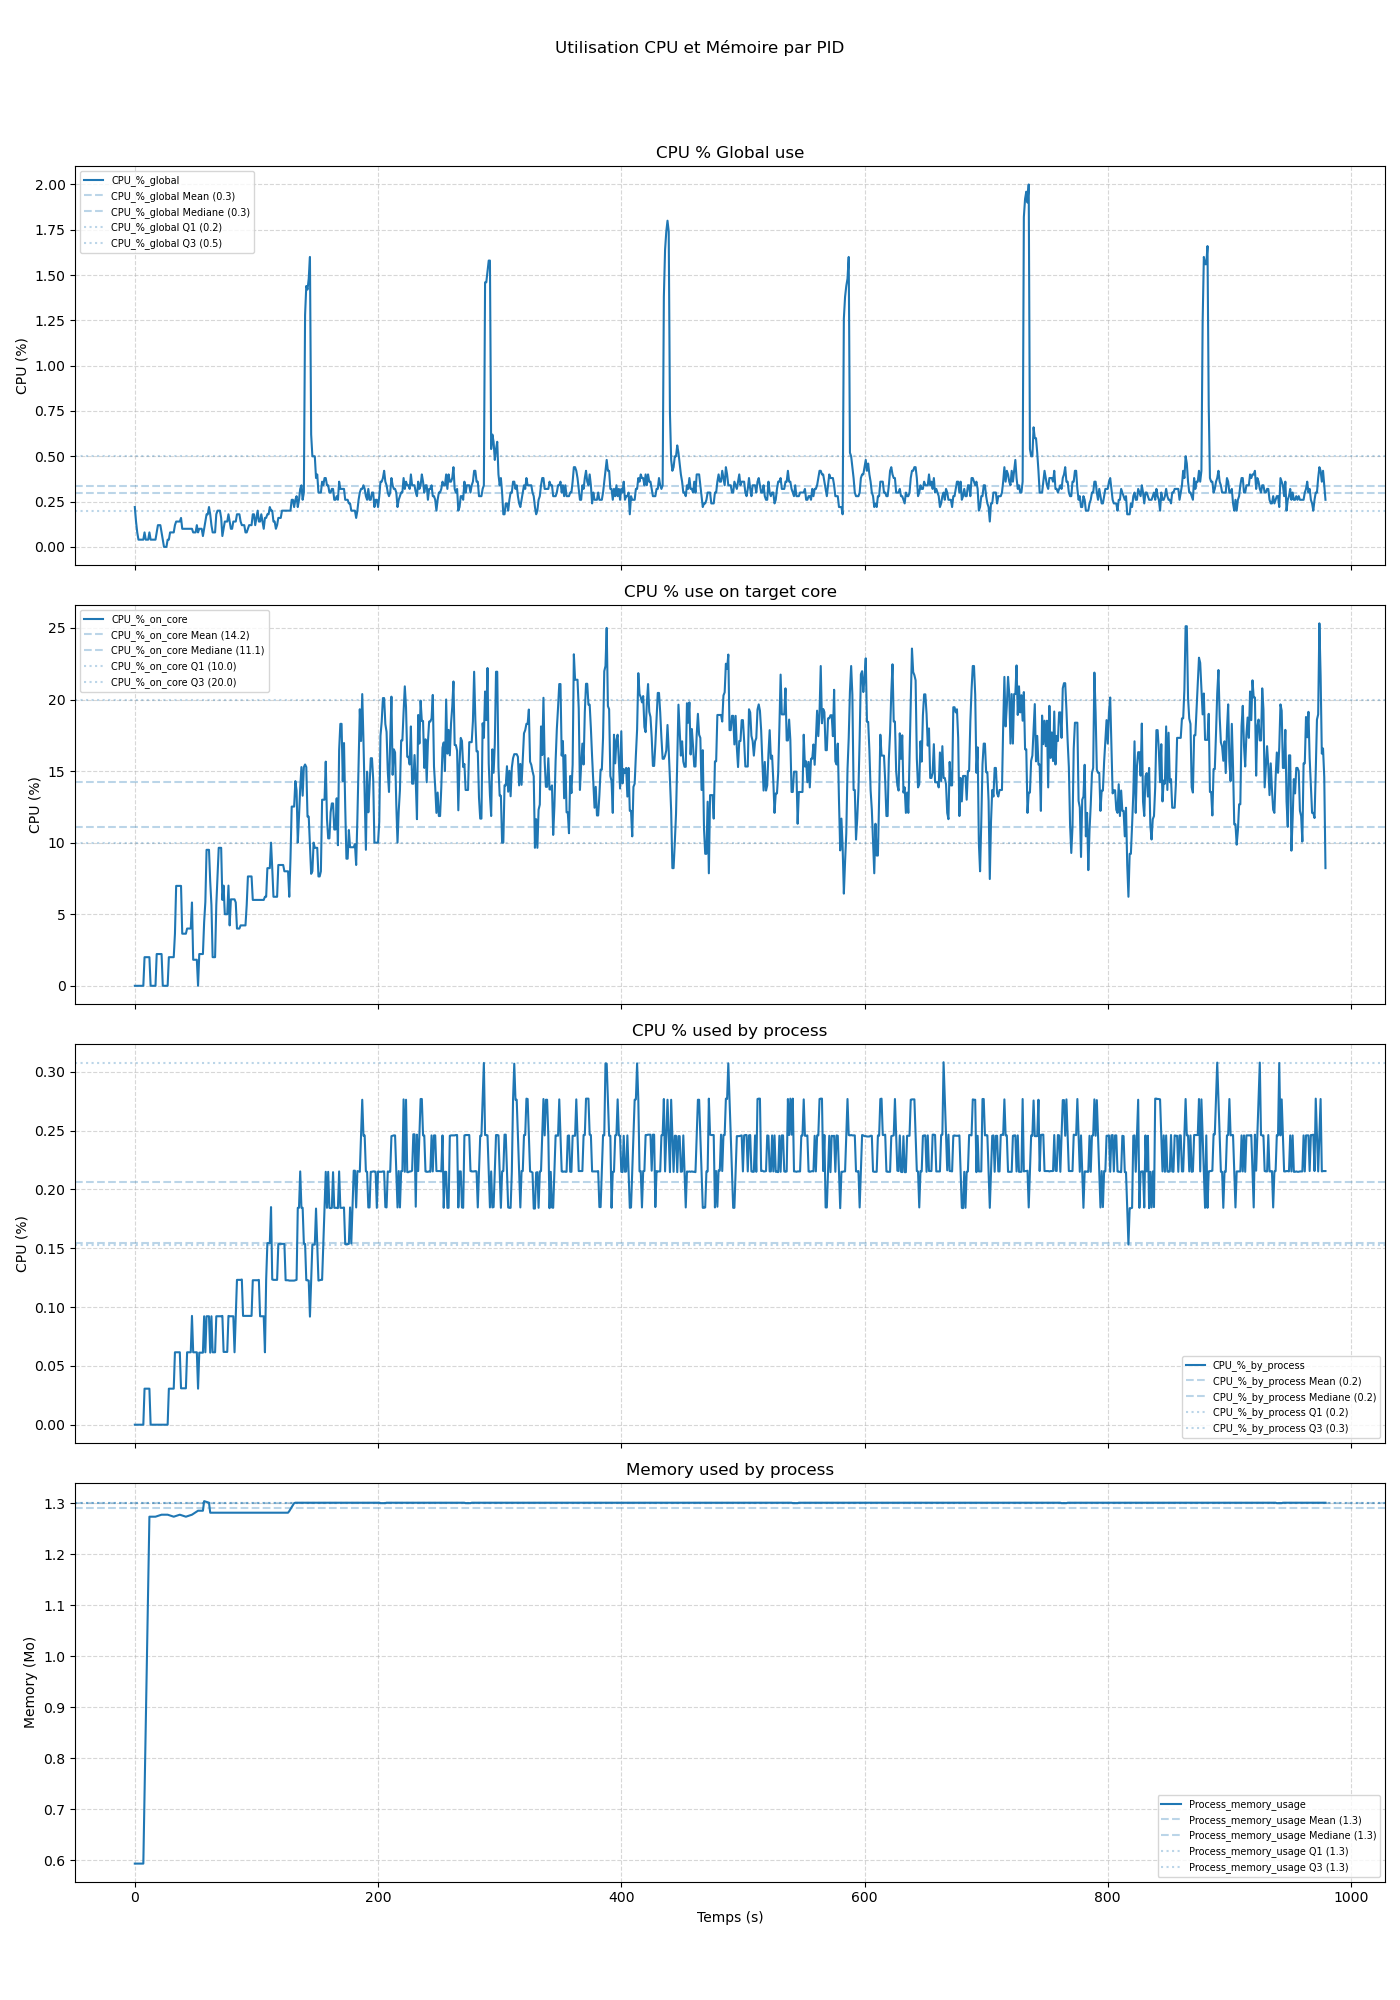 Utilisation CPU et Mémoire par PID
CPU % Global use
CPU (%)
2.00
1.75
1.50
1.25
1.00
0.75
0.50
0.25
0.00
CPU_%_global
CPU_%_global Mean (0.3)
CPU_%_global Mediane (0.3)
CPU_%_global Q1 (0.2)
CPU_%_global Q3 (0.5)
CPU % use on target core
CPU (%)
25
20
15
10
5
0
CPU_%_on_core
CPU_%_on_core Mean (14.2)
CPU_%_on_core Mediane (11.1)
CPU_%_on_core Q1 (10.0)
CPU_%_on_core Q3 (20.0)
CPU % used by process
CPU (%)
0.30
0.25
0.20
0.15
0.10
0.05
0.00
CPU_%_by_process
CPU_%_by_process Mean (0.2)
CPU_%_by_process Mediane (0.2)
CPU_%_by_process Q1 (0.2)
CPU_%_by_process Q3 (0.3)
Memory used by process
Memory (Mo)
1.3
1.2
1.1
1.0
0.9
0.8
0.7
0.6
Process_memory_usage
Process_memory_usage Mean (1.3)
Process_memory_usage Mediane (1.3)
Process_memory_usage Q1 (1.3)
Process_memory_usage Q3 (1.3)
0 200 400 600 800 1000
Temps (s)